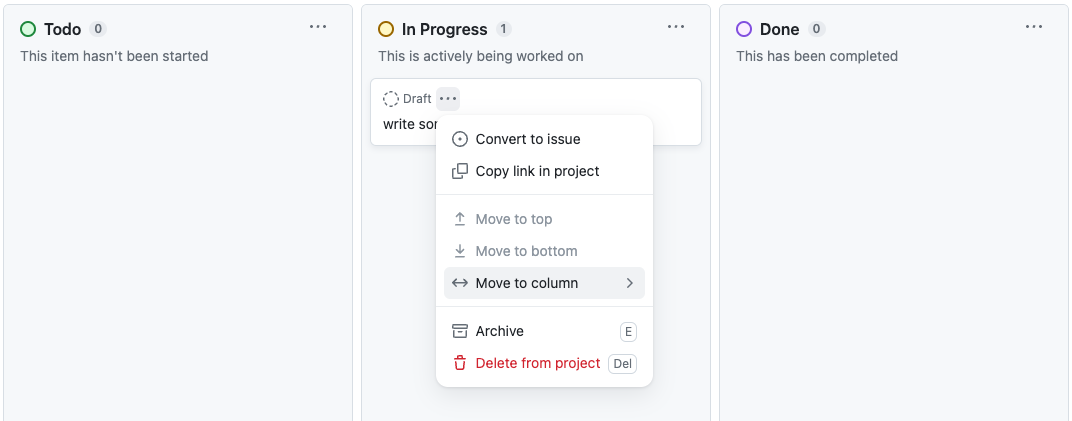 Todo 0
This item hasn't been started
In Progress 1
This is actively being worked on
Draft
write
Convert to issue
Copy link in project
Move to top
Move to bottom
Move to column
Archive E
Delete from project Del
Done 0
This has been completed